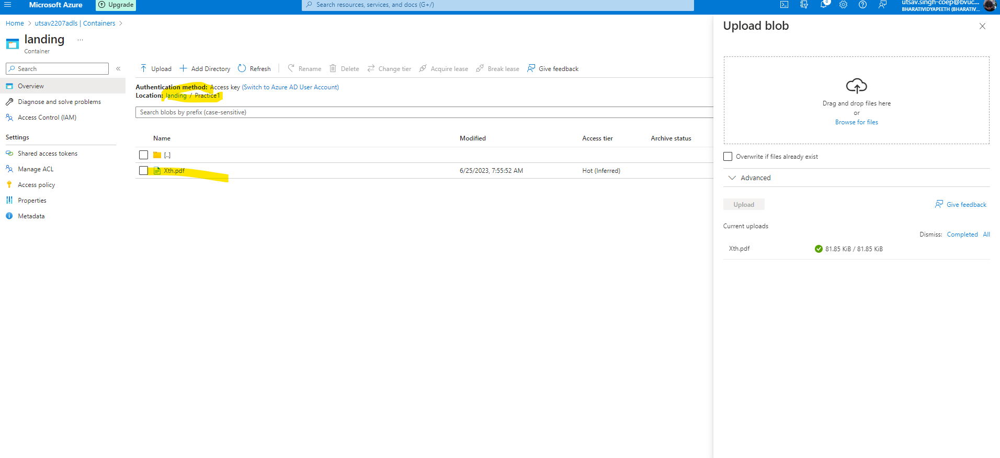 Microsoft Azure
Upgrade
Search resources, services, and docs (G+/)
8
utsav.singh-coep@bvuc...
BHARATIVIDYAPEETH (BHARATIV...
Home > utsav2207adls | Containers >
landing ...
Container
Search «
Overview
Diagnose and solve problems
Access Control (IAM)
Settings
Shared access tokens
Manage ACL
Access policy
Properties
Metadata
Upload Add Directory Refresh Rename Delete Change tier Acquire lease Break lease Give feedback
Authentication method: Access key (Switch to Azure AD User Account)
Location: landing / Practice1
Search blobs by prefix (case-sensitive)
Name Modified Access tier Archive status
[..]
Xth.pdf 6/25/2023, 7:55:52 AM Hot (Inferred)
Upload blob
Drag and drop files here
or
Browse for files
Overwrite if files already exist
Advanced
Upload Give feedback
Current uploads
Dismiss: Completed All
Xth.pdf 81.85 KiB / 81.85 KiB